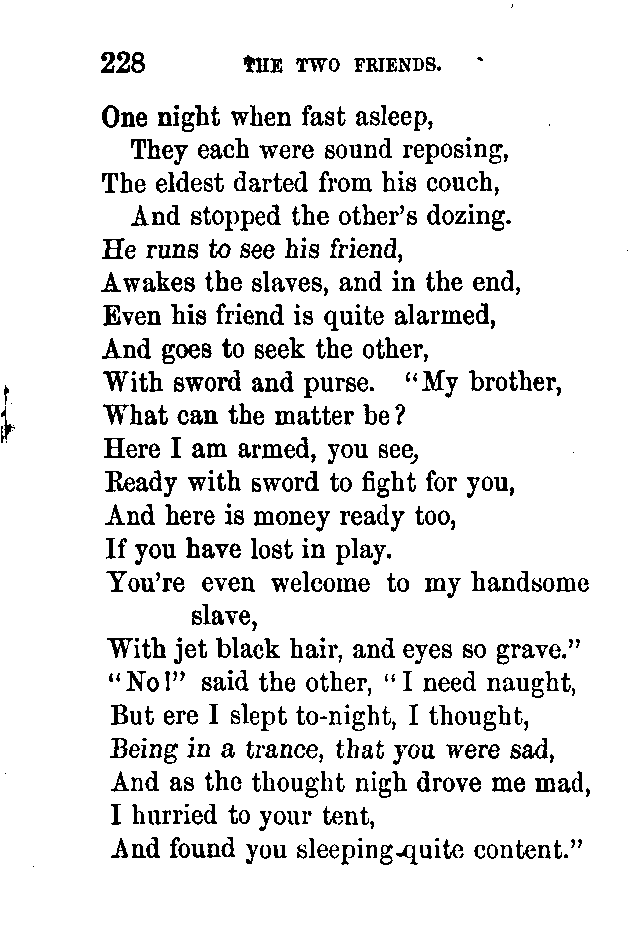 228 THE TWO FRIENDS.
One night when fast asleep,
They each were sound reposing,
The eldest darted from his couch,
And stopped the other's dozing.
He runs to see his friend,
Awakes the slaves, and in the end,
Even his friend is quite alarmed,
And goes to seek the other,
With sword and purse. "My brother,
What can the matter be?
Here I am armed, you see,
Ready with sword to fight for you,
And here is money ready too,
If you have lost in play.
You're even welcome to my handsome
slave,
With jet black hair, and eyes so grave."
"No!" said the other, "I need naught,
But ere I slept to-night, I thought,
Being in a trance, that you were sad,
And as the thought nigh drove me mad,
I hurried to your tent,
And found you sleeping quite content."